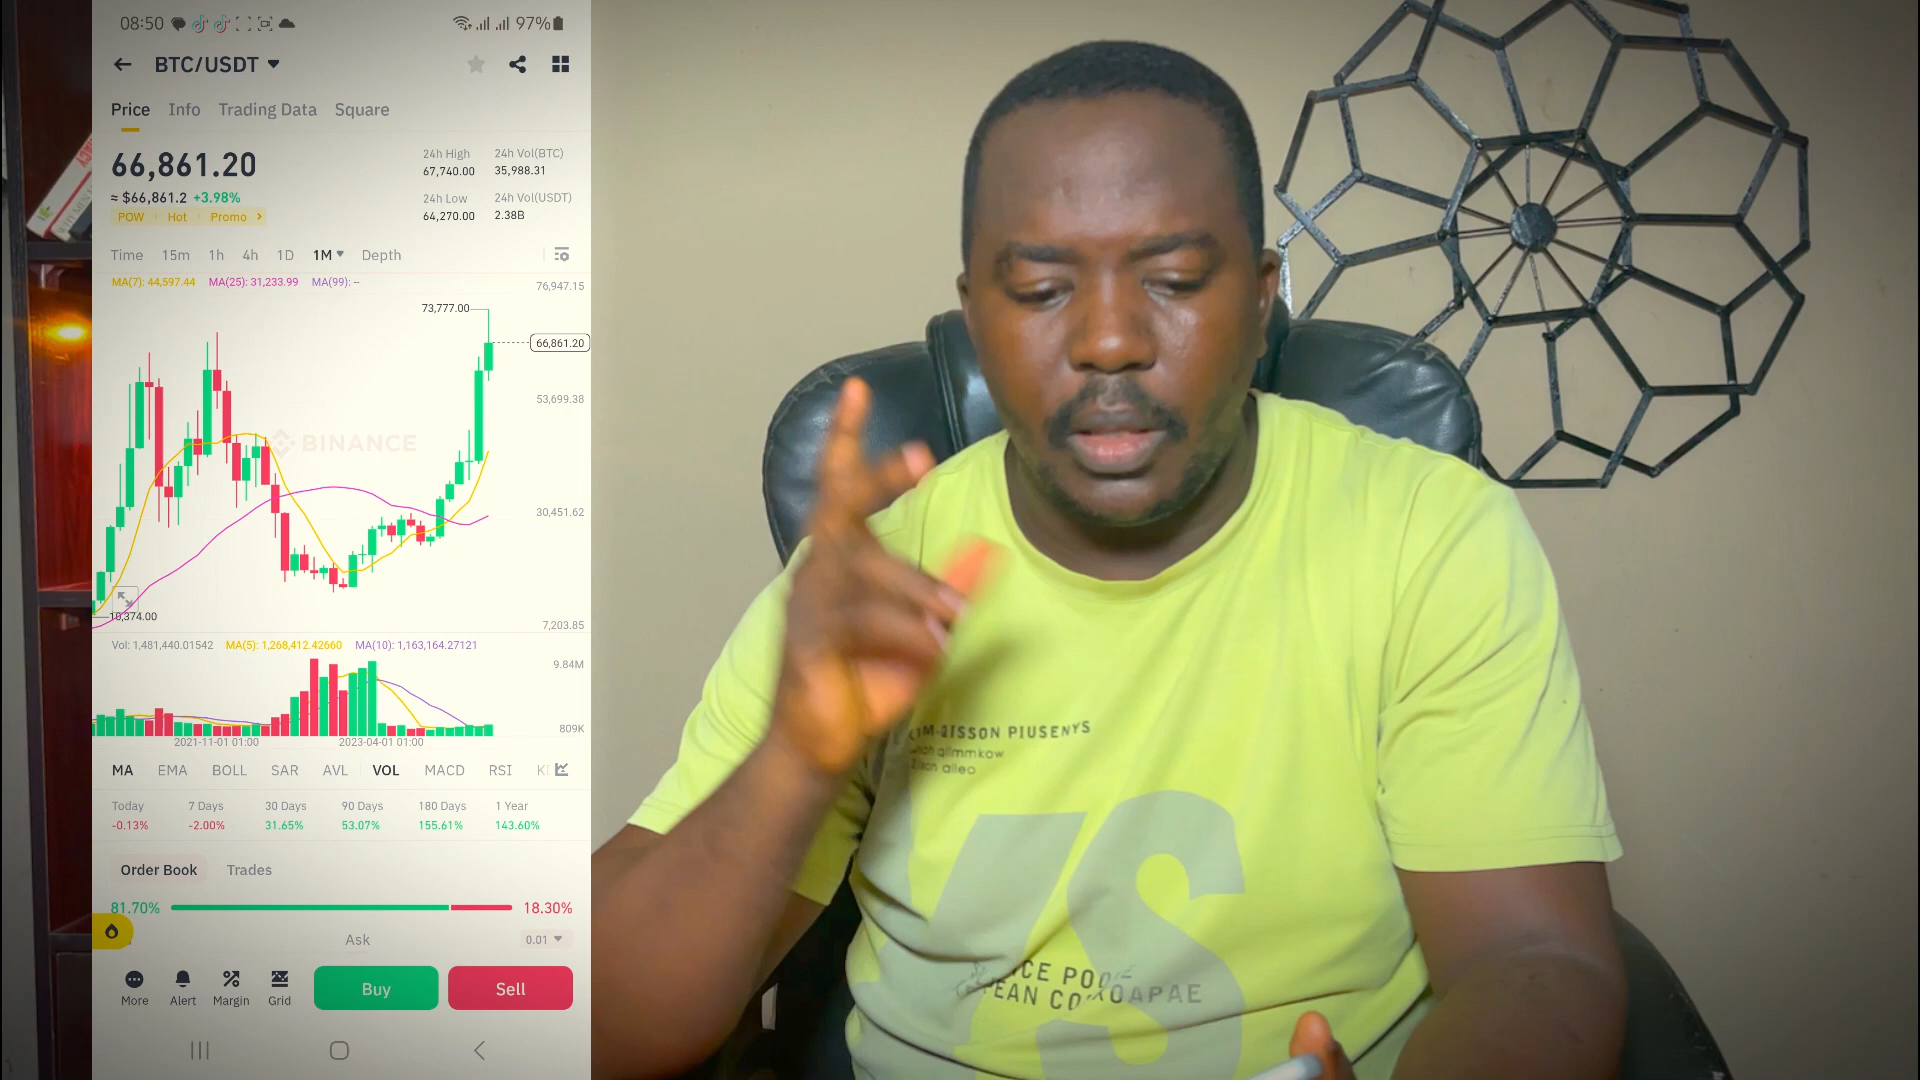 08:50
97%
BTC/USDT
Price Info Trading Data Square
66,861.20
≈ $66,861.2 +3.98%
POW Hot Promo
24h High
67,740.00
24h Vol(BTC)
35,988.31
24h Low
64,270.00
24h Vol(USDT)
2.38B
Time 15m 1h 4h 1D 1M Depth
MA(7): 44,597.44 MA(25): 31,233.99 MA(99): --
76,947.15
73,777.00
66,861.20
53,699.38
BINANCE
30,451.62
10,374.00
7,203.85
Vol: 1,481,440.01542 MA(5): 1,268,412.42660 MA(10): 1,163,164.27121
9.84M
809K
2021-11-01 01:00 2023-04-01 01:00
MA EMA BOLL SAR AVL VOL MACD RSI
Today 7 Days 30 Days 90 Days 180 Days 1 Year
-0.13% -2.00% 31.65% 53.07% 155.61% 143.60%
Order Book Trades
81.70% 18.30%
Ask 0.01
More Alert Margin Grid Buy Sell
PIUSENYS
alleo
YS